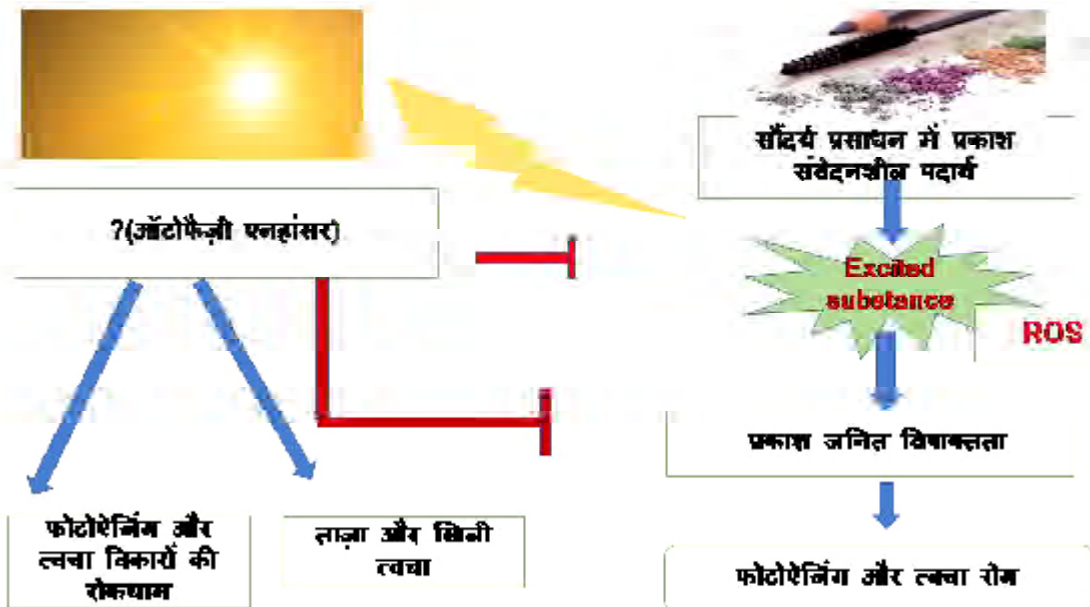 सौंदर्य प्रसाधन में प्रकाश
संवेदनशील पदार्थ
?(ऑटोफैज़ी एनहांसर)
Excited
substance
ROS
प्रकाश जनित विषाक्तता
फोटोऐजिंग और
त्वचा विकारों की
रोकथाम
ताज़ा और खिली
त्वचा
फोटोऐजिंग और त्वचा रोग